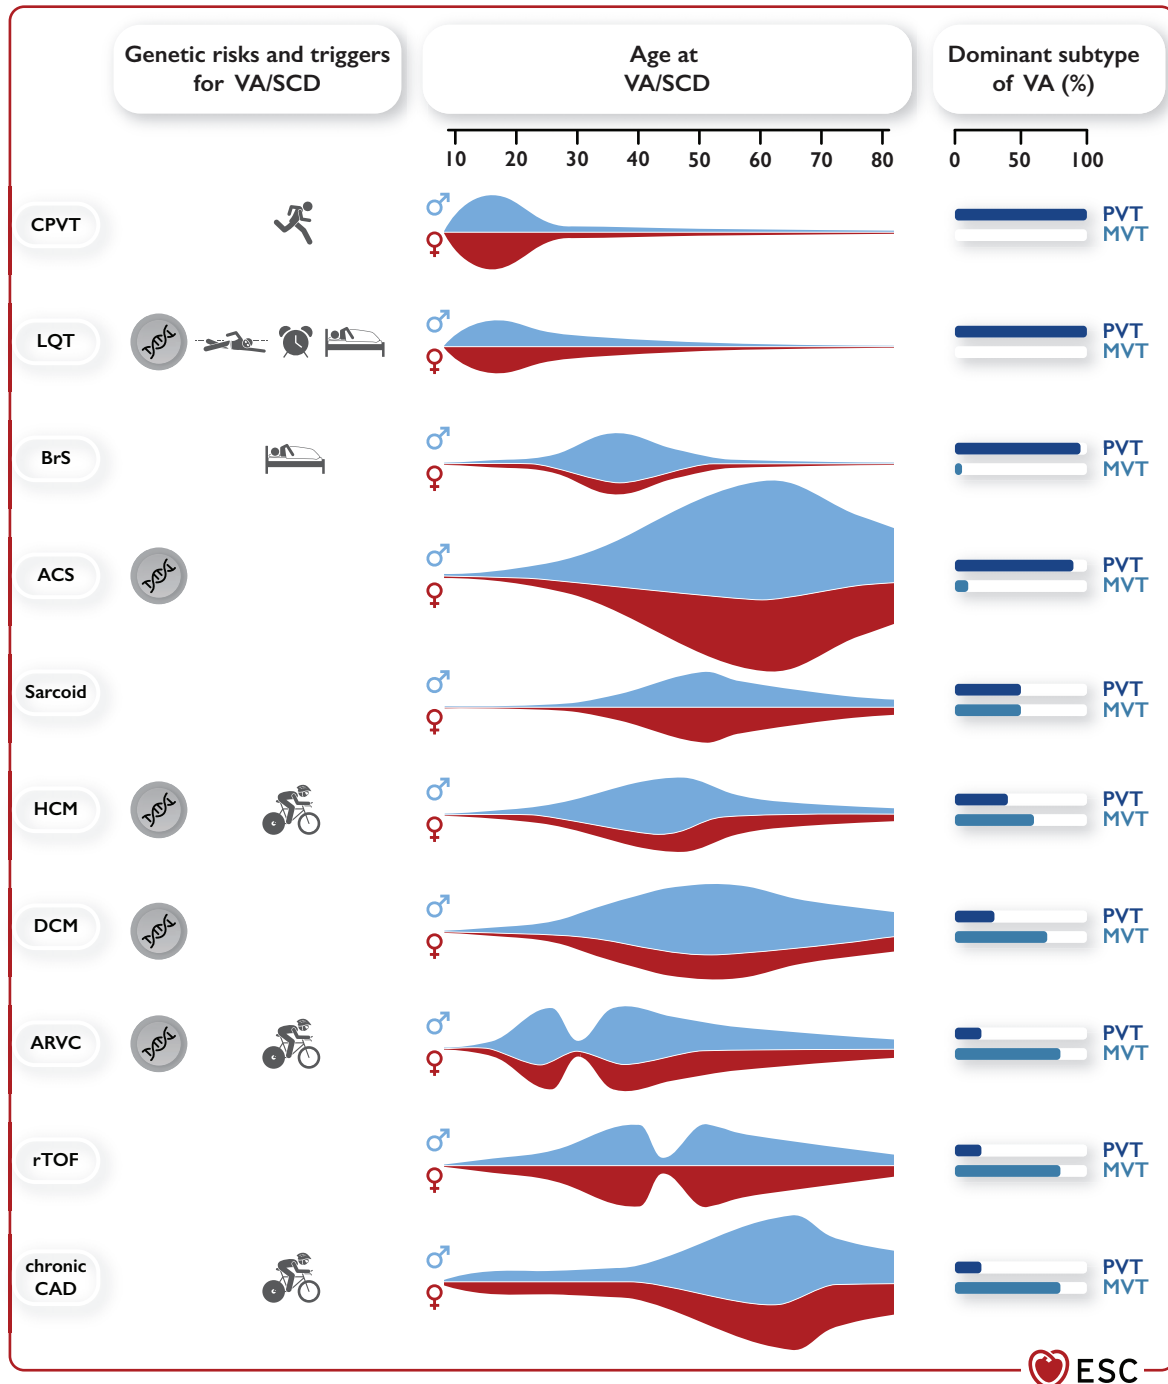 Genetic risks and triggers
for VA/SCD
Age at
VA/SCD
Dominant subtype
of VA (%)
10 20 30 40 50 60 70 80
0 50 100
CPVT
♂
♀
PVT
MVT
LQT
♂
♀
PVT
MVT
BrS
♂
♀
PVT
MVT
ACS
♂
♀
PVT
MVT
Sarcoid
♂
♀
PVT
MVT
HCM
♂
♀
PVT
MVT
DCM
♂
♀
PVT
MVT
ARVC
♂
♀
PVT
MVT
rTOF
♂
♀
PVT
MVT
chronic
CAD
♂
♀
PVT
MVT
ESC